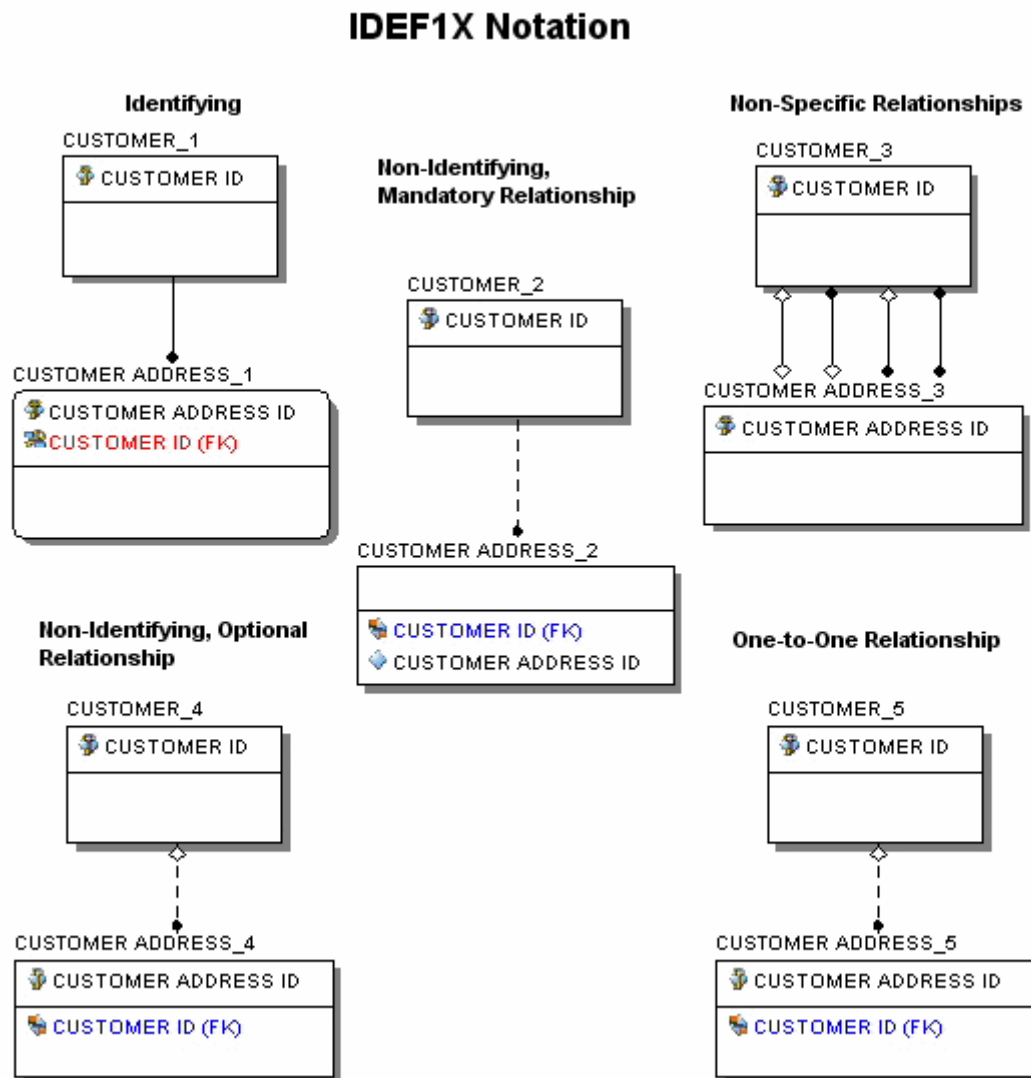 IDEF1X Notation
Identifying
CUSTOMER_1
CUSTOMER ID
CUSTOMER ADDRESS_1
CUSTOMER ADDRESS ID
CUSTOMER ID (FK)
Non-Identifying,
Mandatory Relationship
CUSTOMER_2
CUSTOMER ID
CUSTOMER ADDRESS_2
CUSTOMER ID (FK)
CUSTOMER ADDRESS ID
Non-Specific Relationships
CUSTOMER_3
CUSTOMER ID
CUSTOMER ADDRESS_3
CUSTOMER ADDRESS ID
Non-Identifying, Optional
Relationship
CUSTOMER_4
CUSTOMER ID
CUSTOMER ADDRESS_4
CUSTOMER ADDRESS ID
CUSTOMER ID (FK)
One-to-One Relationship
CUSTOMER_5
CUSTOMER ID
CUSTOMER ADDRESS_5
CUSTOMER ADDRESS ID
CUSTOMER ID (FK)